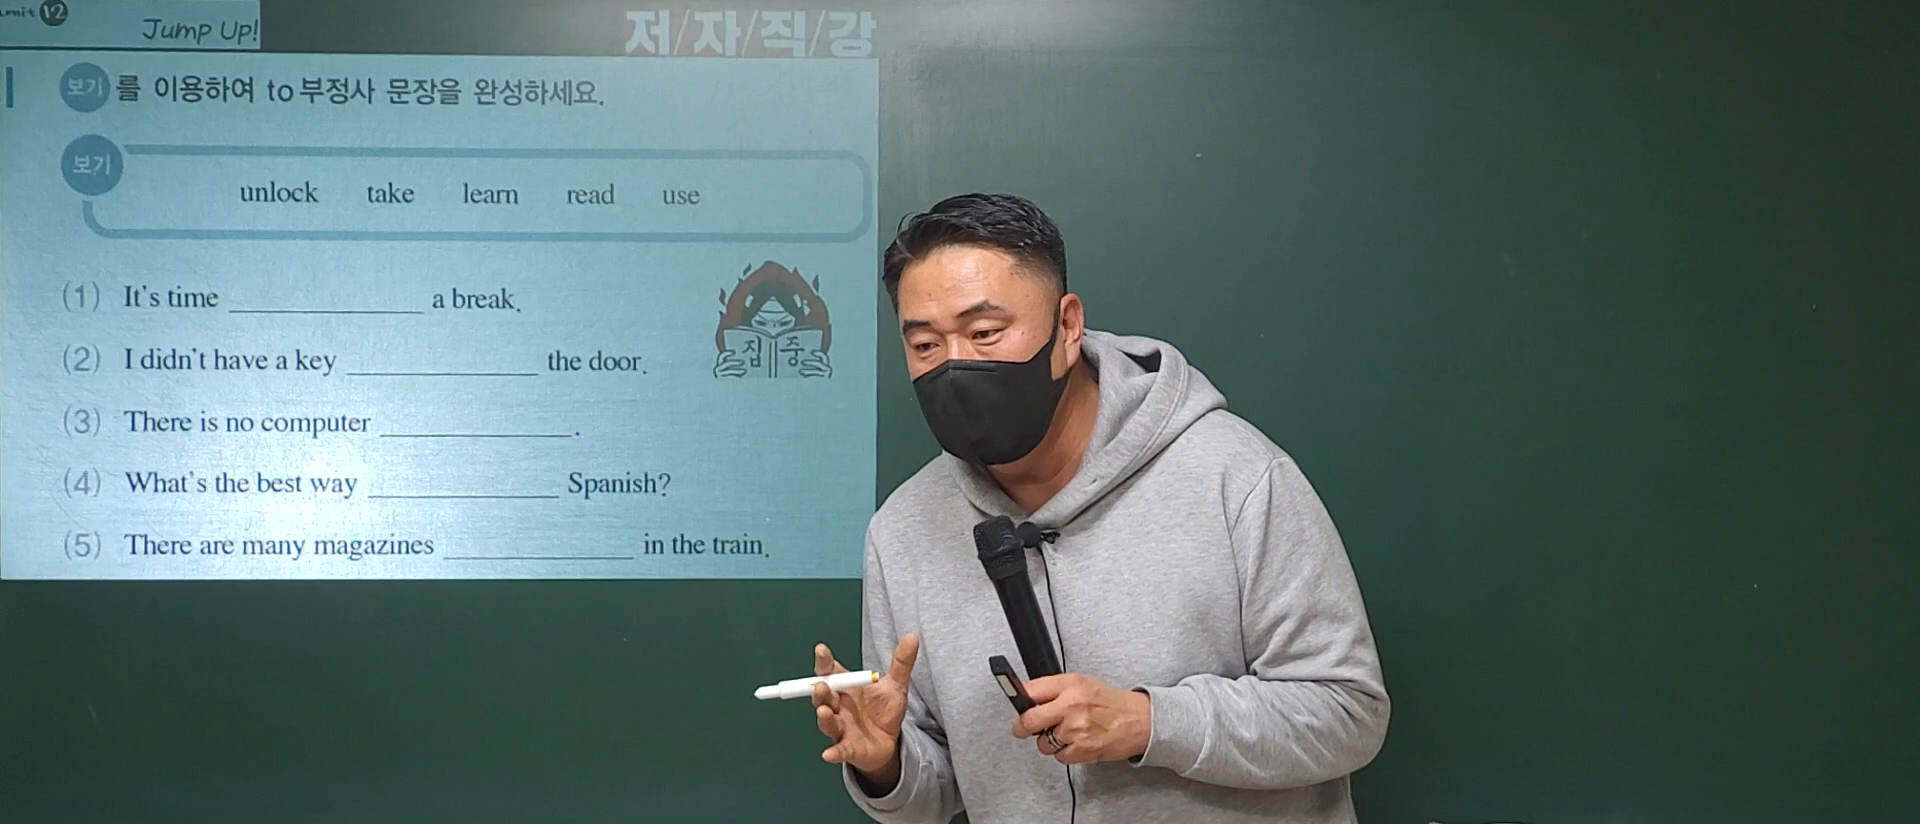 Unit 12
Jump Up!
저/자/직/강
보기 를 이용하여 to부정사 문장을 완성하세요.
보기
unlock take learn read use
(1) It's time ____________ a break.
(2) I didn't have a key ____________ the door.
(3) There is no computer ____________.
(4) What's the best way ____________ Spanish?
(5) There are many magazines ____________ in the train.
집중